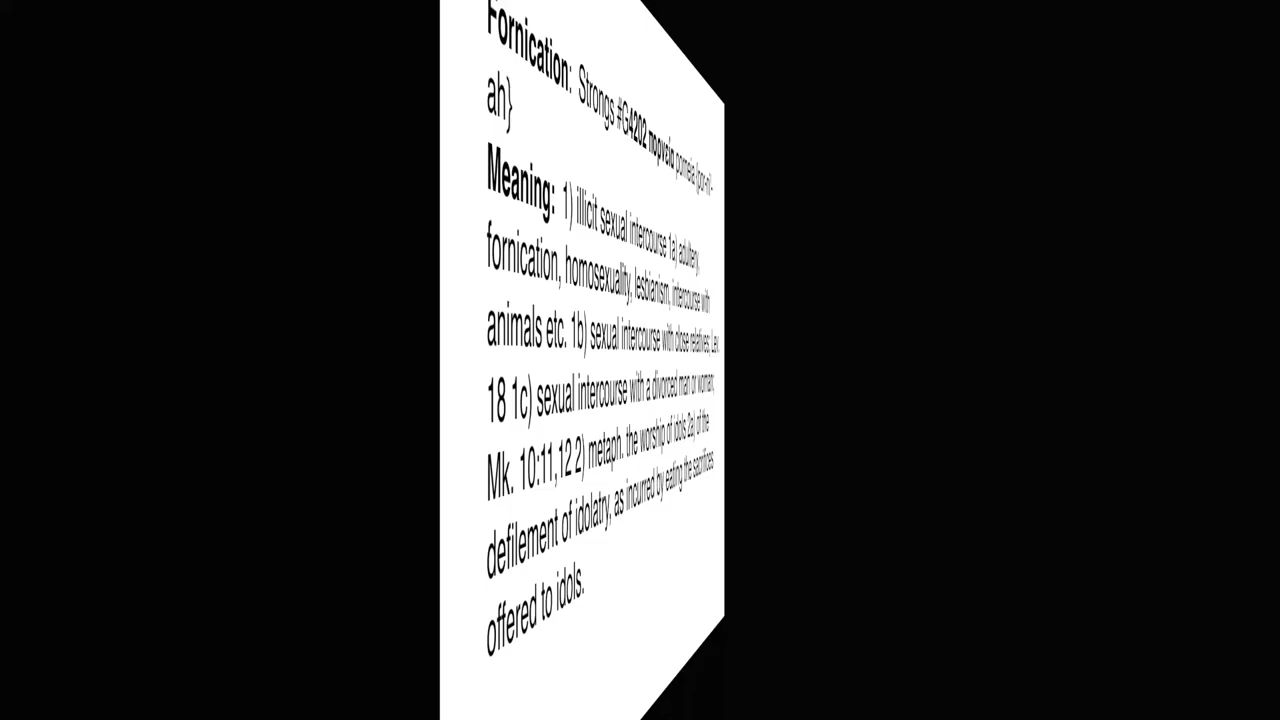 Fornication: Strongs #G4202 πορνεία porneia {por-ni'-
ah}
Meaning: 1) illicit sexual intercourse 1a) adultery,
fornication, homosexuality, lesbianism, intercourse with
animals etc. 1b) sexual intercourse with close relatives; Lev.
18 1c) sexual intercourse with a divorced man or woman;
Mk. 10:11,12 2) metaph. the worship of idols 2a) of the
defilement of idolatry, as incurred by eating the sacrifices
offered to idols.